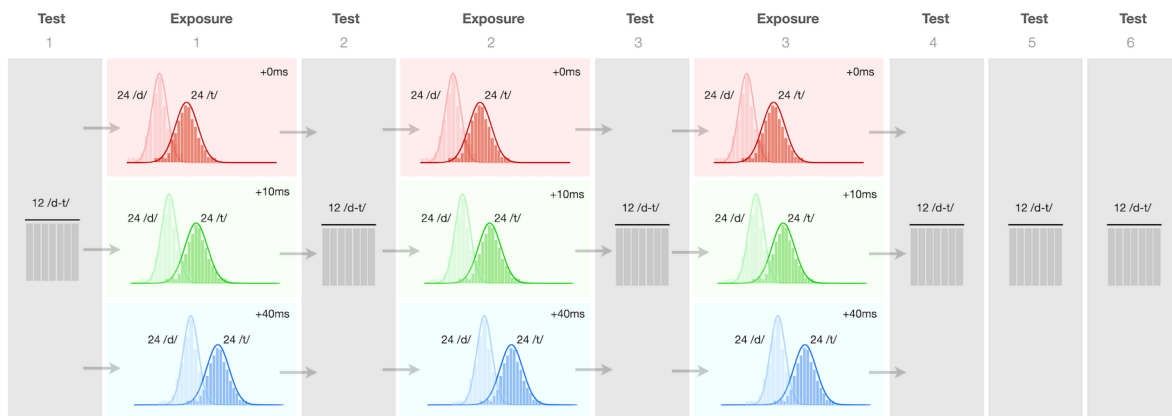 Test Exposure Test Exposure Test Exposure Test Test Test
1 1 2 2 3 3 4 5 6
+0ms +0ms +0ms
24 /d/ 24 /t/ 24 /d/ 24 /t/ 24 /d/ 24 /t/
+10ms +10ms +10ms
12 /d-t/ 24 /d/ 24 /t/ 12 /d-t/ 24 /d/ 24 /t/ 12 /d-t/ 24 /d/ 24 /t/ 12 /d-t/ 12 /d-t/ 12 /d-t/
+40ms +40ms +40ms
24 /d/ 24 /t/ 24 /d/ 24 /t/ 24 /d/ 24 /t/